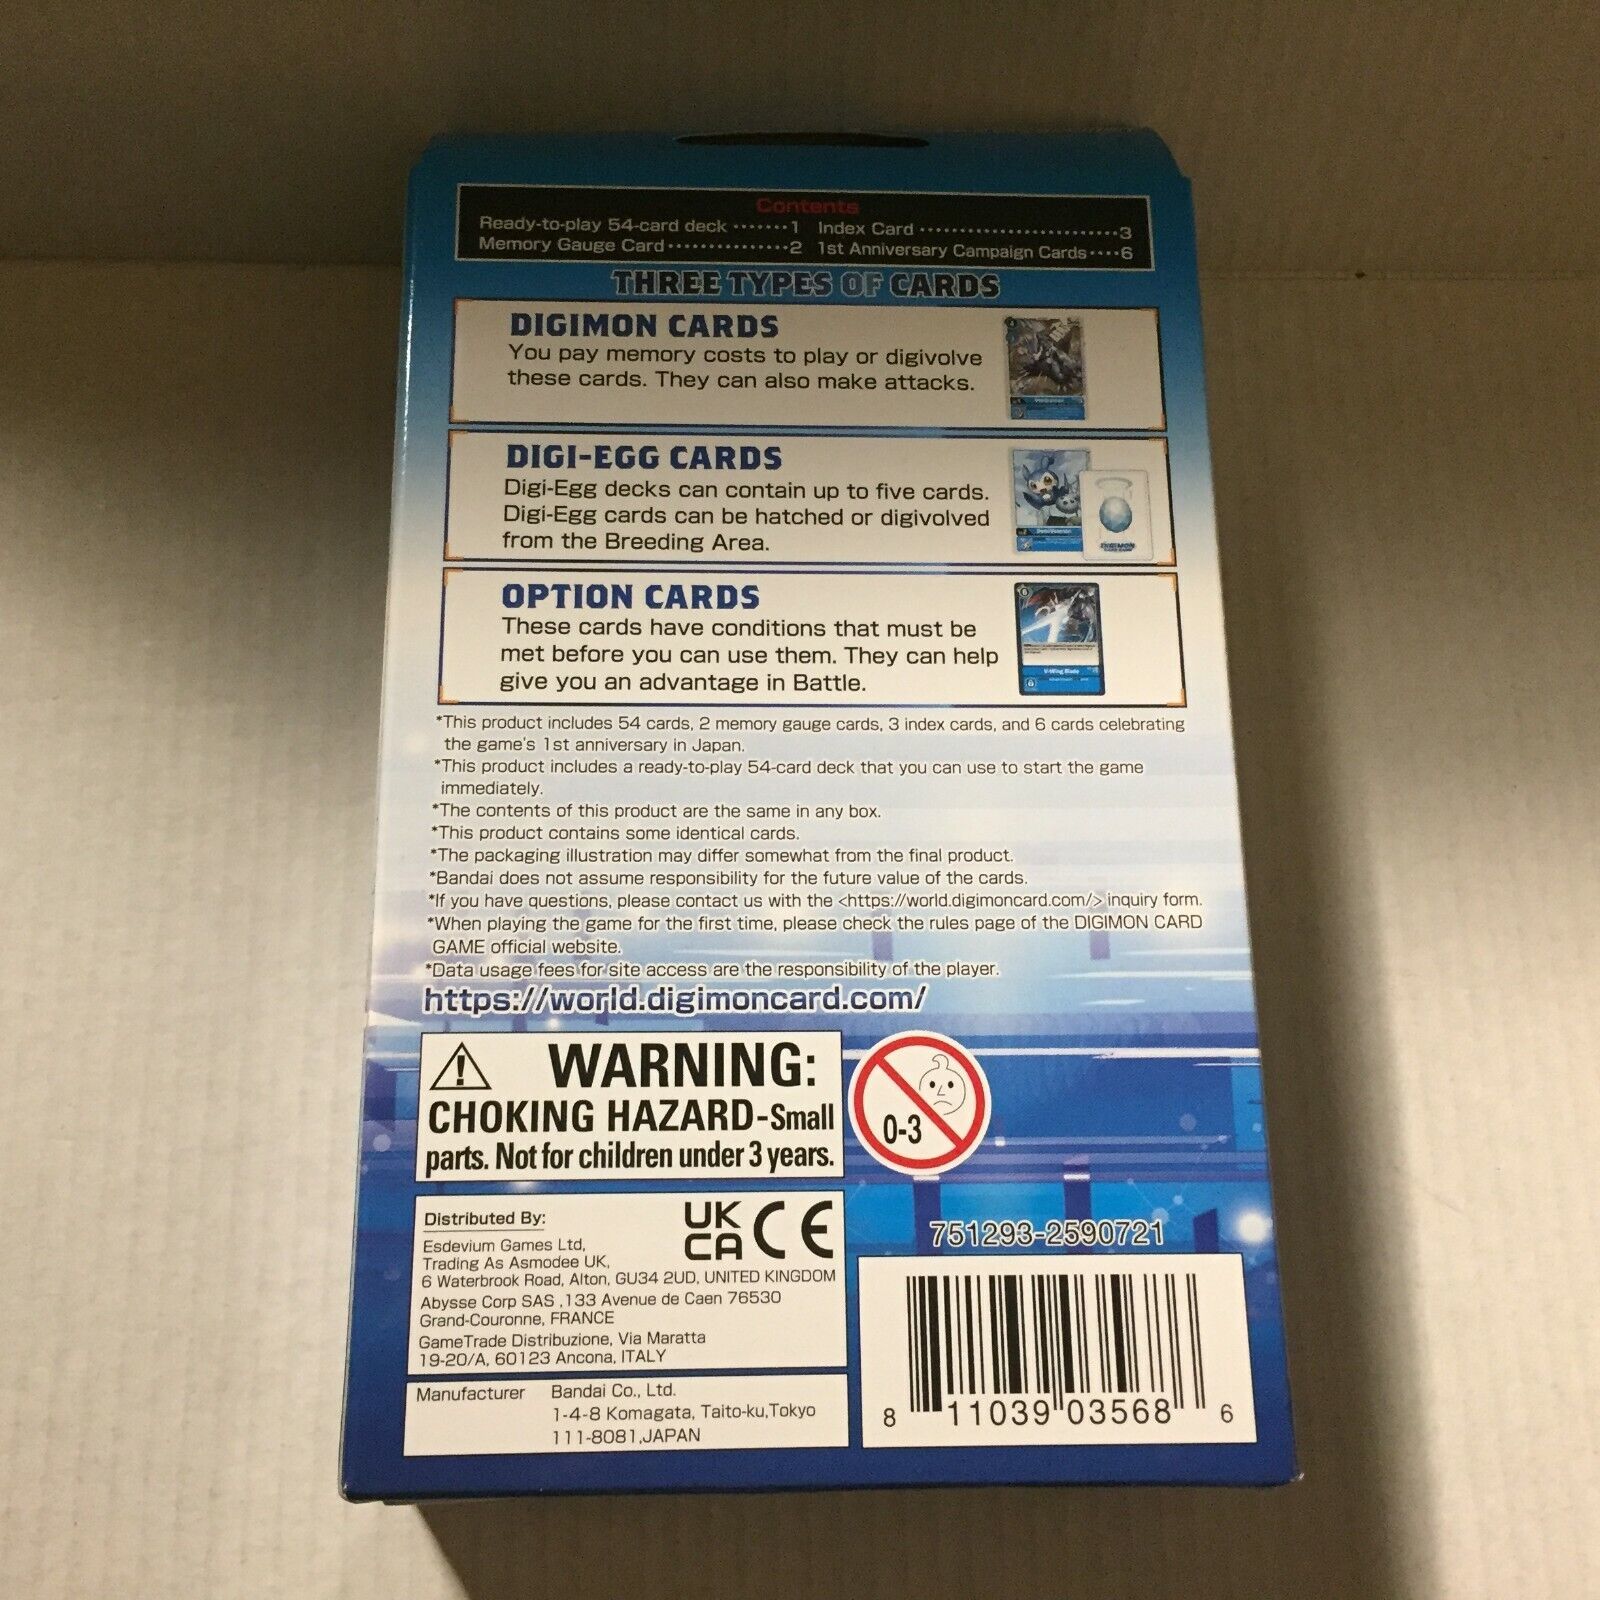 Contents
Ready-to-play 54-card deck ·······1 Index Card ························3
Memory Gauge Card···············2 1st Anniversary Campaign Cards····6
THREE TYPES OF CARDS
DIGIMON CARDS
You pay memory costs to play or digivolve
these cards. They can also make attacks.
DIGI-EGG CARDS
Digi-Egg decks can contain up to five cards.
Digi-Egg cards can be hatched or digivolved
from the Breeding Area.
DIGIMON
OPTION CARDS
These cards have conditions that must be
met before you can use them. They can help
give you an advantage in Battle.
V-Wing Blade
*This product includes 54 cards, 2 memory gauge cards, 3 index cards, and 6 cards celebrating
the game's 1st anniversary in Japan.
*This product includes a ready-to-play 54-card deck that you can use to start the game
immediately.
*The contents of this product are the same in any box.
*This product contains some identical cards.
*The packaging illustration may differ somewhat from the final product.
*Bandai does not assume responsibility for the future value of the cards.
*If you have questions, please contact us with the <https://world.digimoncard.com/> inquiry form.
*When playing the game for the first time, please check the rules page of the DIGIMON CARD
GAME official website.
*Data usage fees for site access are the responsibility of the player.
https://world.digimoncard.com/
WARNING:
CHOKING HAZARD-Small
parts. Not for children under 3 years.
0-3
Distributed By:
UK
CA CE
Esdevium Games Ltd,
Trading As Asmodee UK,
6 Waterbrook Road, Alton, GU34 2UD, UNITED KINGDOM
Abysse Corp SAS ,133 Avenue de Caen 76530
Grand-Couronne, FRANCE
GameTrade Distribuzione, Via Maratta
19-20/A, 60123 Ancona, ITALY
Manufacturer Bandai Co., Ltd.
1-4-8 Komagata, Taito-ku,Tokyo
111-8081,JAPAN
751293-2590721
8 11039 03568 6